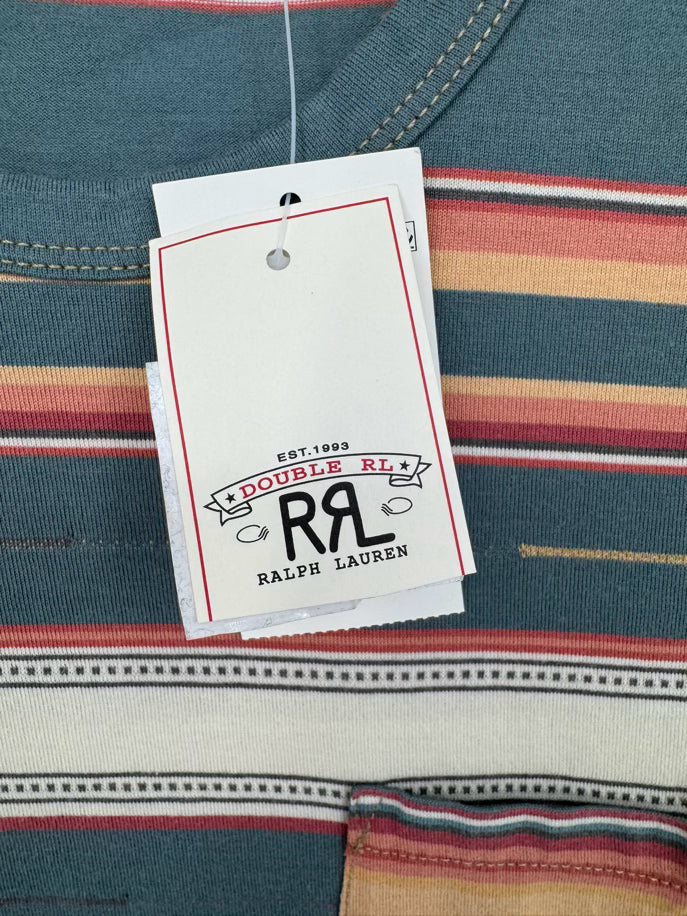 EST.1993
DOUBLE RL
RRL
RALPH LAUREN